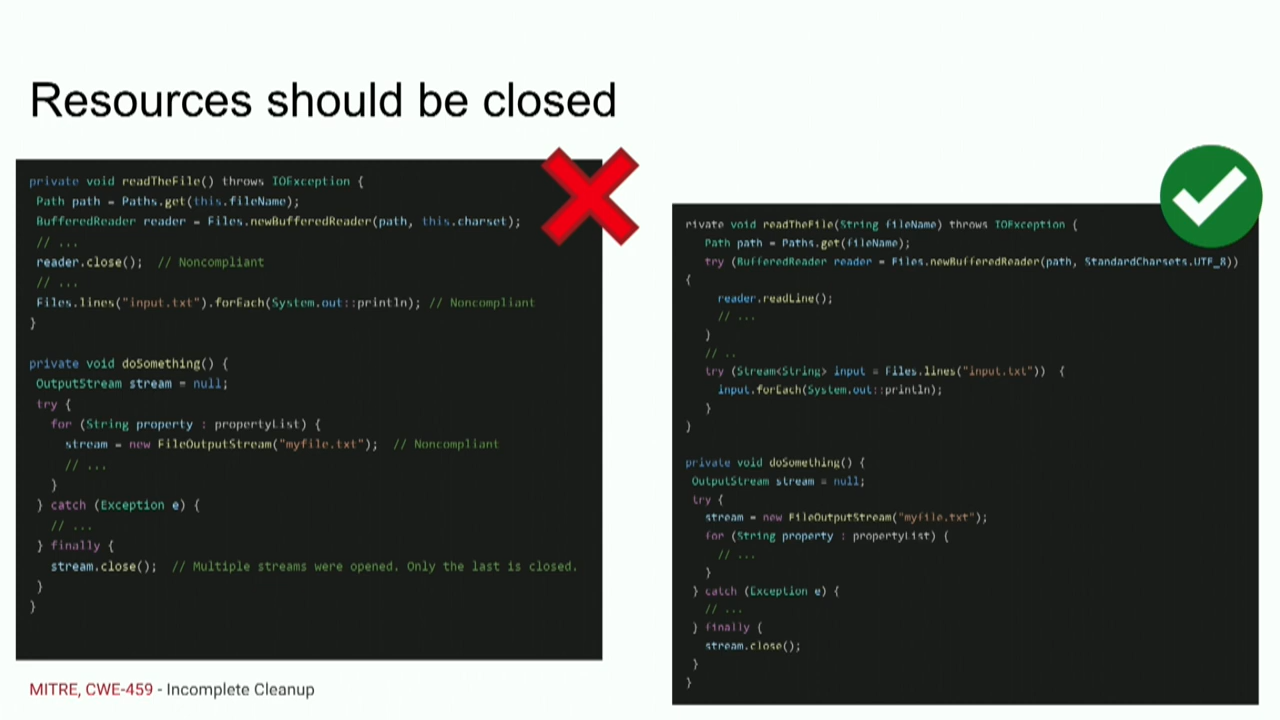 Resources should be closed
private void readTheFile() throws IOException {
Path path = Paths.get(this.fileName);
BufferedReader reader = Files.newBufferedReader(path, this.charset);
// ...
reader.close();  // Noncompliant
// ...
Files.lines("input.txt").forEach(System.out::println); // Noncompliant
}
private void doSomething() {
OutputStream stream = null;
try {
for (String property : propertyList) {
stream = new FileOutputStream("myfile.txt");  // Noncompliant
// ...
}
} catch (Exception e) {
// ...
} finally {
stream.close();  // Multiple streams were opened. Only the last is closed.
}
}
MITRE, CWE-459 - Incomplete Cleanup
rivate void readTheFile(String fileName) throws IOException {
Path path = Paths.get(fileName);
try (BufferedReader reader = Files.newBufferedReader(path, StandardCharsets.UTF_8))
{
reader.readLine();
// ...
}
// ..
try (Stream<String> input = Files.lines("input.txt"))  {
input.forEach(System.out::println);
}
}
private void doSomething() {
OutputStream stream = null;
try {
stream = new FileOutputStream("myfile.txt");
for (String property : propertyList) {
// ...
}
} catch (Exception e) {
// ...
} finally {
stream.close();
}
}